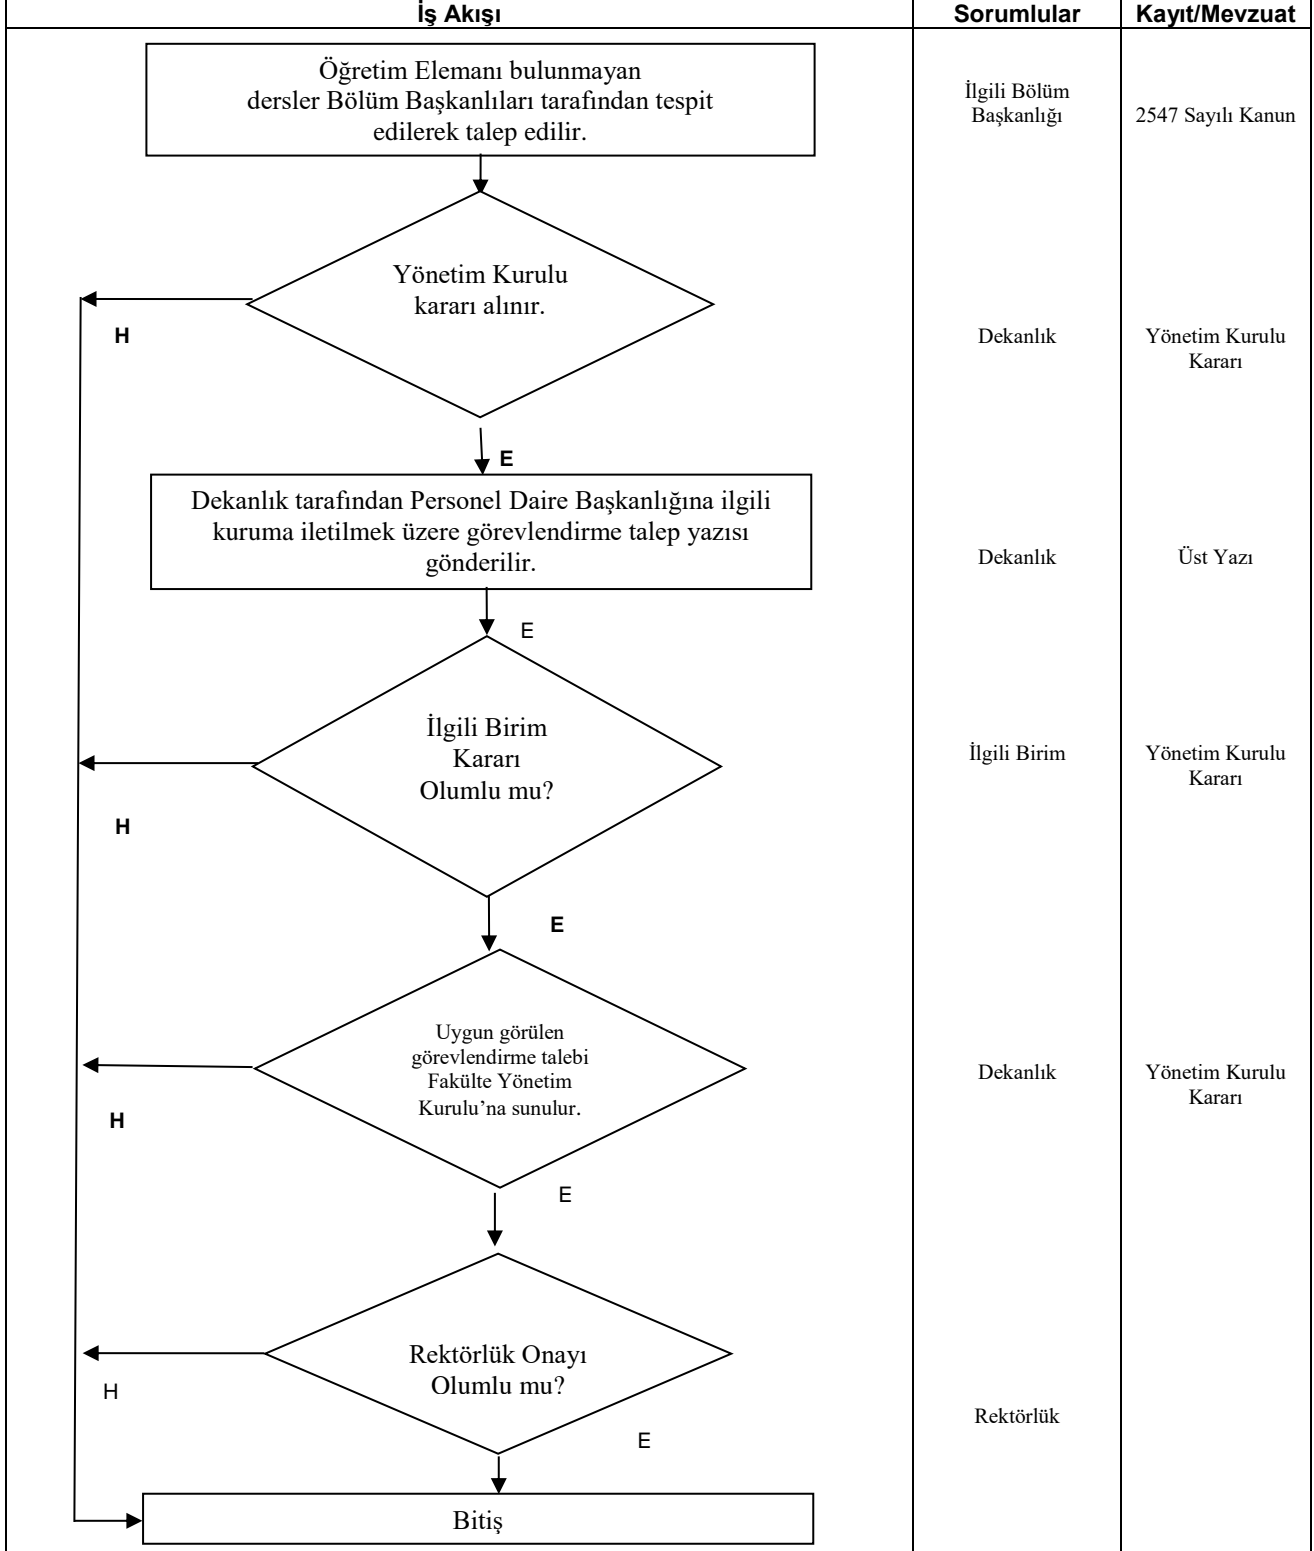 İş Akışı
Sorumlular
Kayıt/Mevzuat
Öğretim Elemanı bulunmayan
dersler Bölüm Başkanlıları tarafından tespit
edilerek talep edilir.
İlgili Bölüm
Başkanlığı
2547 Sayılı Kanun
Yönetim Kurulu
kararı alınır.
H
Dekanlık
Yönetim Kurulu
Kararı
E
Dekanlık tarafından Personel Daire Başkanlığına ilgili
kuruma iletilmek üzere görevlendirme talep yazısı
gönderilir.
Dekanlık
Üst Yazı
E
İlgili Birim
Kararı
Olumlu mu?
H
İlgili Birim
Yönetim Kurulu
Kararı
E
Uygun görülen
görevlendirme talebi
Fakülte Yönetim
Kurulu’na sunulur.
H
Dekanlık
Yönetim Kurulu
Kararı
E
Rektörlük Onayı
Olumlu mu?
H
Rektörlük
E
Bitiş